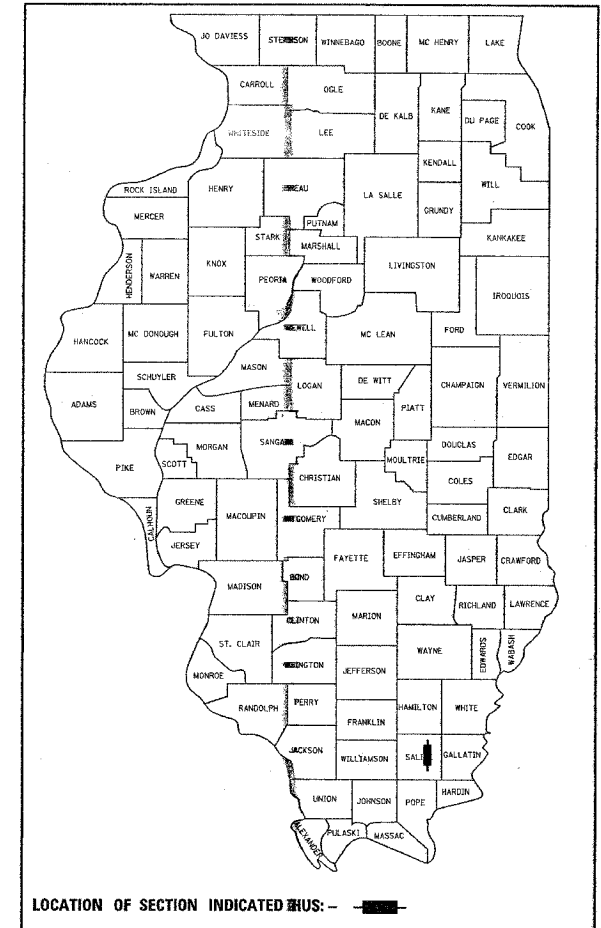 JO DAVIESS
WINNEBAGO
BOONE
MC HENRY
LAKE
CARROLL
OGLE
DE KALB
KANE
DU PAGE
COOK
WHITESIDE
LEE
KENDALL
WILL
ROCK ISLAND
HENRY
LA SALLE
GRUNDY
MERCER
PUTNAM
STARK
MARSHALL
KANKAKEE
HENDERSON
WARREN
KNOX
PEORIA
WOODFORD
LIVINGSTON
IROQUOIS
HANCOCK
MC DONOUGH
FULTON
MC LEAN
FORD
MASON
SCHUYLER
LOGAN
DE WITT
CHAMPAIGN
VERMILION
ADAMS
BROWN
CASS
MENARD
MACON
PIATT
MORGAN
DOUGLAS
EDGAR
PIKE
SCOTT
CHRISTIAN
MOULTRIE
COLES
SHELBY
GREENE
MACOUPIN
CUMBERLAND
CLARK
CALHOUN
JERSEY
FAYETTE
EFFINGHAM
JASPER
CRAWFORD
MADISON
CLAY
RICHLAND
LAWRENCE
CLINTON
MARION
ST. CLAIR
WAYNE
EDWARDS
WABASH
JEFFERSON
MONROE
RANDOLPH
PERRY
HAMILTON
WHITE
FRANKLIN
JACKSON
WILLIAMSON
GALLATIN
UNION
JOHNSON
POPE
HARDIN
ALEXANDER
PULASKI
MASSAC
LOCATION OF SECTION INDICATED THUS: -